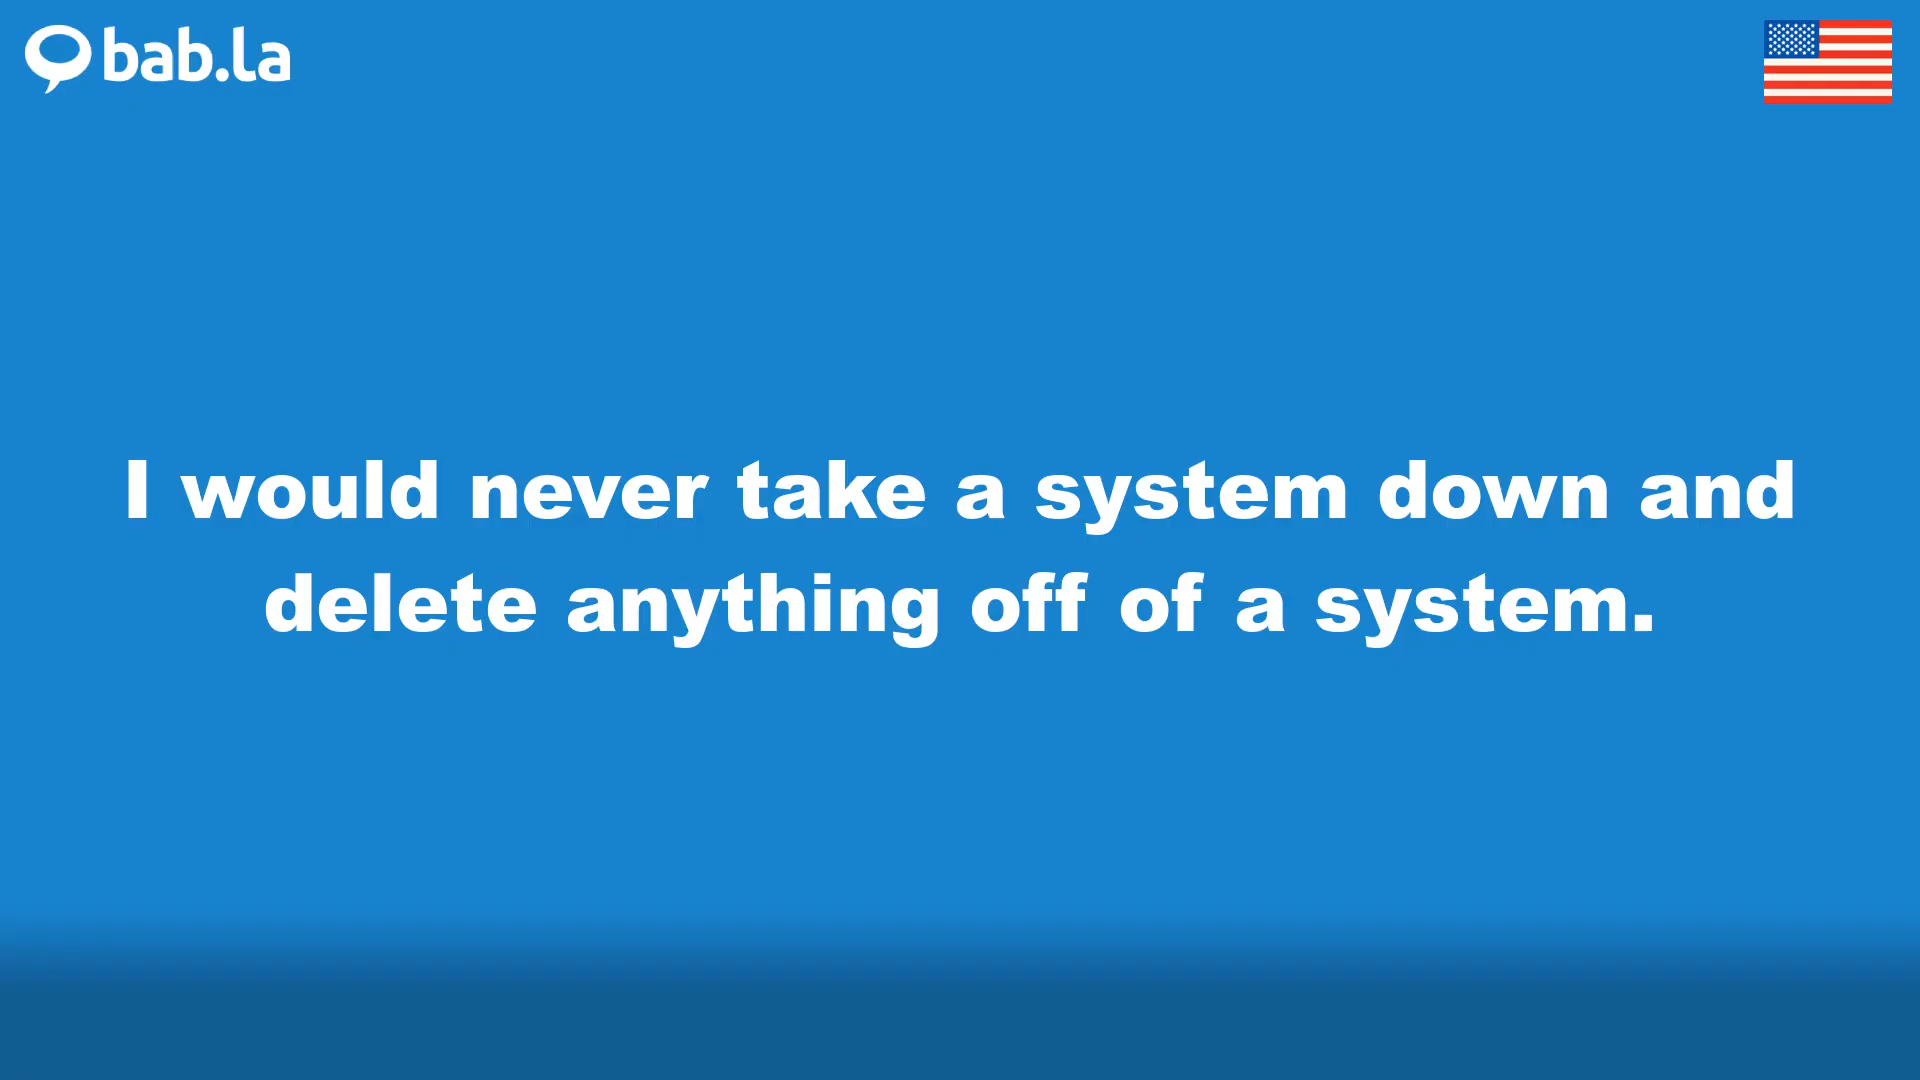 bab.la
I would never take a system down and
delete anything off of a system.